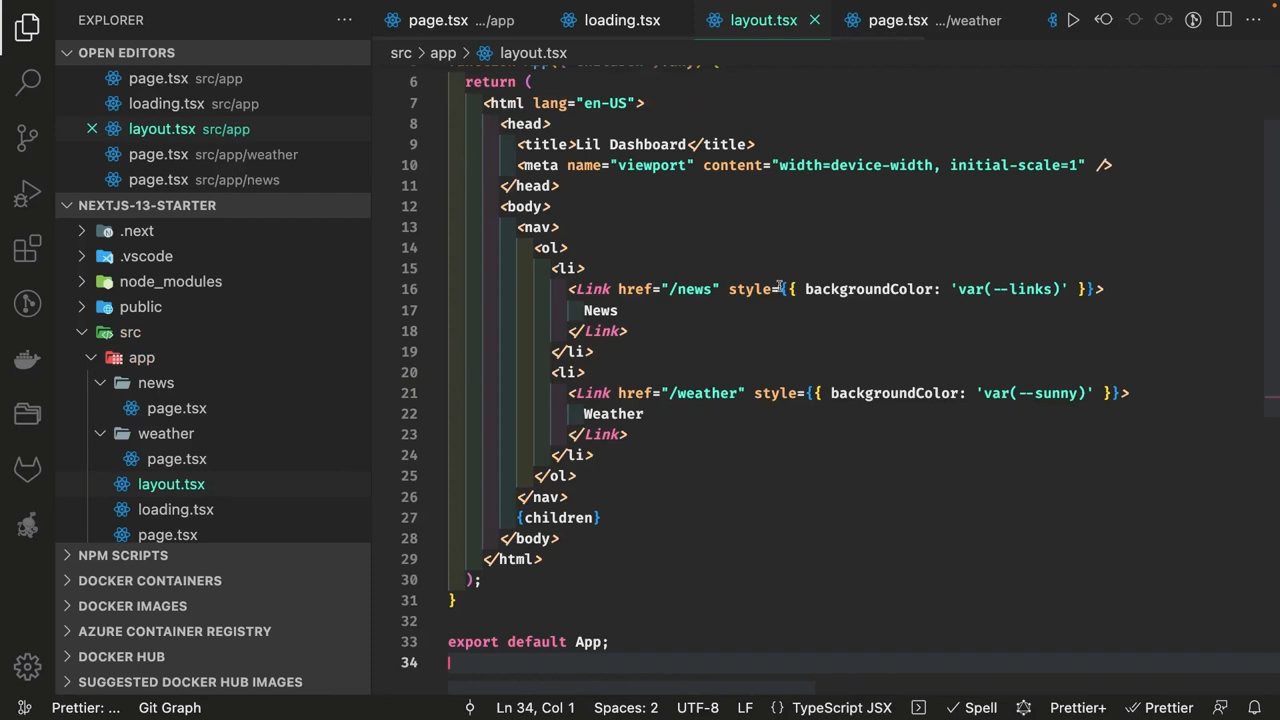 EXPLORER
OPEN EDITORS
page.tsx src/app
loading.tsx src/app
layout.tsx src/app
page.tsx src/app/weather
page.tsx src/app/news
NEXTJS-13-STARTER
.next
.vscode
node_modules
public
src
app
news
page.tsx
weather
page.tsx
layout.tsx
loading.tsx
page.tsx
NPM SCRIPTS
DOCKER CONTAINERS
DOCKER IMAGES
AZURE CONTAINER REGISTRY
DOCKER HUB
SUGGESTED DOCKER HUB IMAGES
page.tsx .../app
loading.tsx
layout.tsx
page.tsx .../weather
src > app > layout.tsx
6 return (
7 <html lang="en-US">
8 <head>
9 <title>Lil Dashboard</title>
10 <meta name="viewport" content="width=device-width, initial-scale=1" />
11 </head>
12 <body>
13 <nav>
14 <ol>
15 <li>
16 <Link href="/news" style={{ backgroundColor: 'var(--links)' }}>
17 News
18 </Link>
19 </li>
20 <li>
21 <Link href="/weather" style={{ backgroundColor: 'var(--sunny)' }}>
22 Weather
23 </Link>
24 </li>
25 </ol>
26 </nav>
27 {children}
28 </body>
29 </html>
30 );
31 }
32
33 export default App;
34
Prettier: ... Git Graph Ln 34, Col 1 Spaces: 2 UTF-8 LF {} TypeScript JSX Spell Prettier+ Prettier